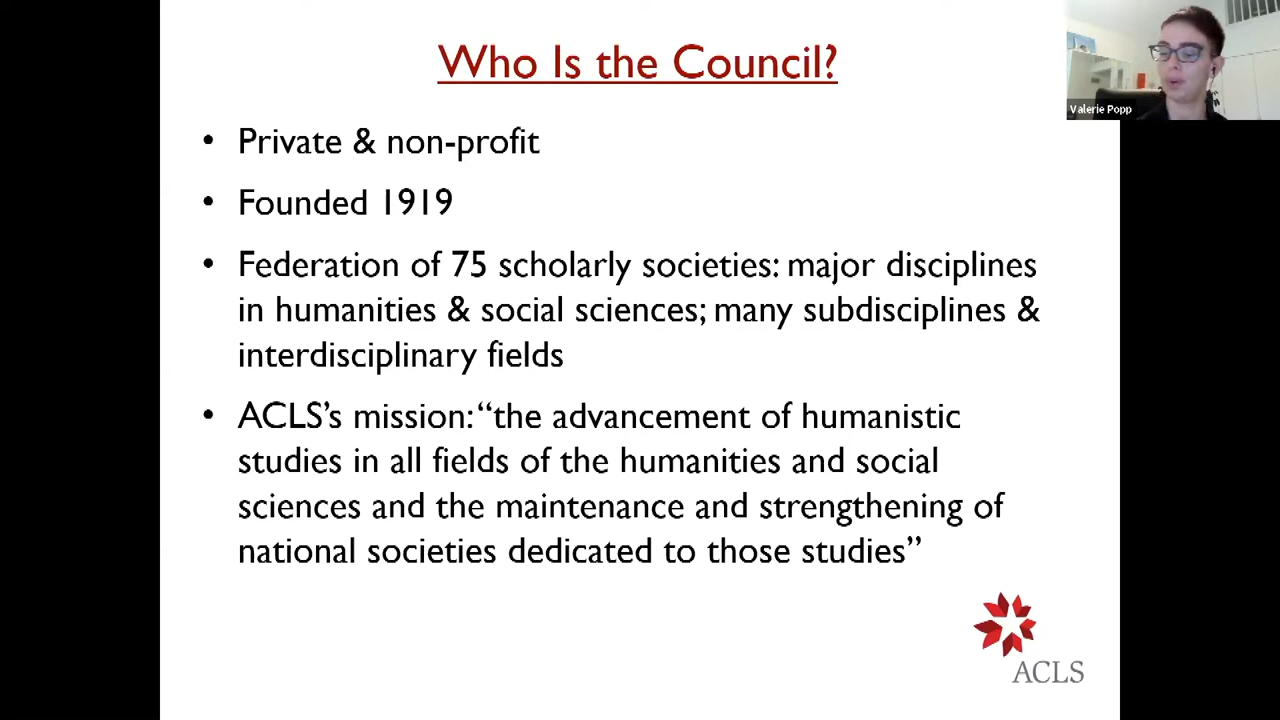 Who Is the Council?
Valerie Popp
• Private & non-profit
• Founded 1919
• Federation of 75 scholarly societies: major disciplines
in humanities & social sciences; many subdisciplines &
interdisciplinary fields
• ACLS’s mission: “the advancement of humanistic
studies in all fields of the humanities and social
sciences and the maintenance and strengthening of
national societies dedicated to those studies”
ACLS